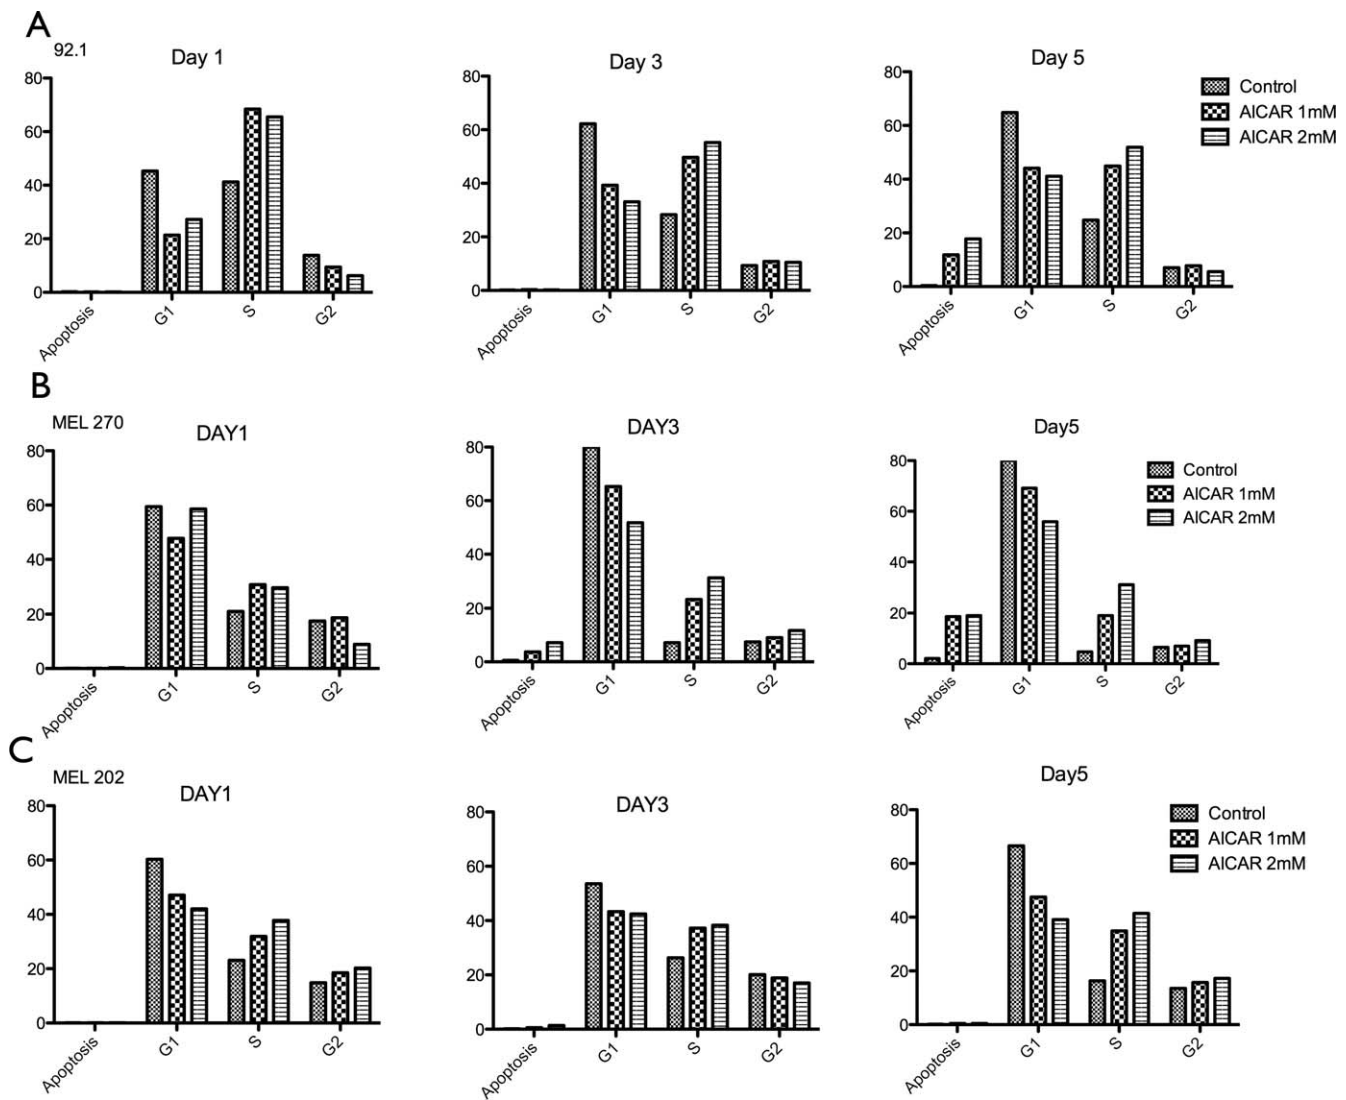 A
92.1
Day 1
Day 3
Day 5
Control
AICAR 1mM
AICAR 2mM
80
60
40
20
0
Apoptosis
G1
S
G2
80
60
40
20
0
Apoptosis
G1
S
G2
80
60
40
20
0
Apoptosis
G1
S
G2
B
MEL 270
DAY1
DAY3
Day5
Control
AICAR 1mM
AICAR 2mM
80
60
40
20
0
Apoptosis
G1
S
G2
80
60
40
20
0
Apoptosis
G1
S
G2
80
60
40
20
0
Apoptosis
G1
S
G2
C
MEL 202
DAY1
DAY3
Day5
Control
AICAR 1mM
AICAR 2mM
80
60
40
20
0
Apoptosis
G1
S
G2
80
60
40
20
0
Apoptosis
G1
S
G2
80
60
40
20
0
Apoptosis
G1
S
G2